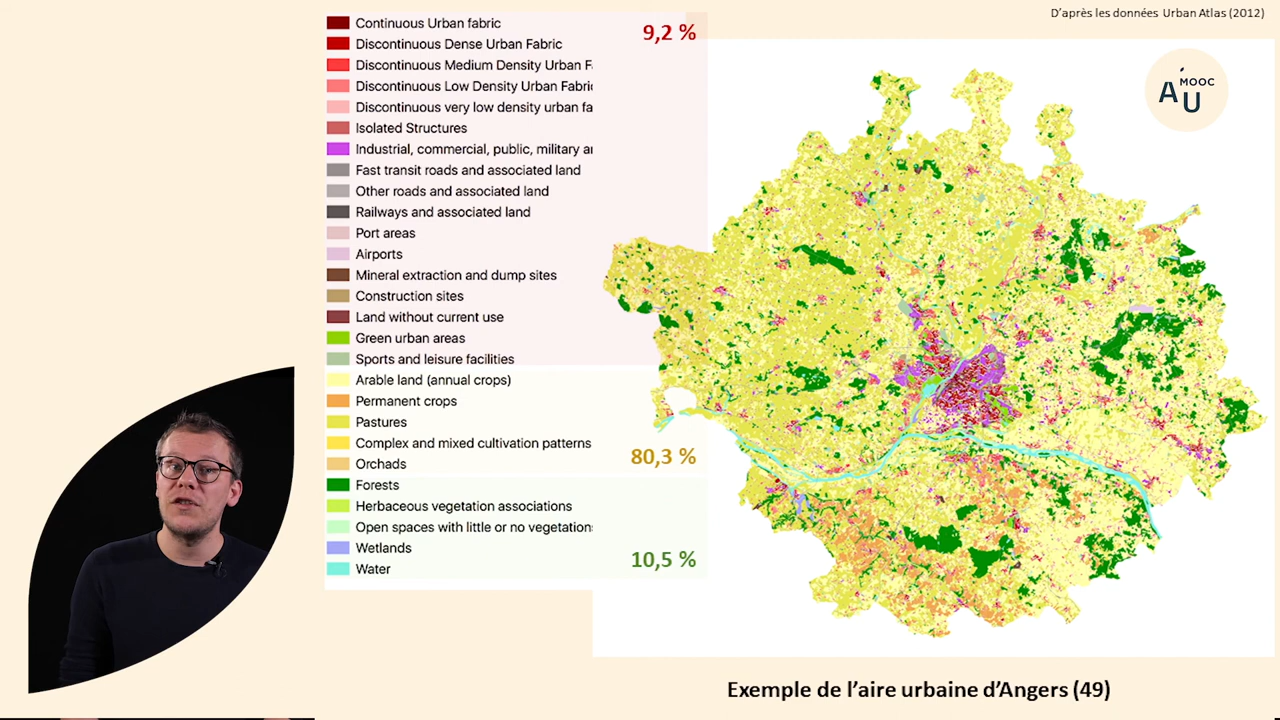 D'après les données Urban Atlas (2012)
Continuous Urban fabric
9,2 %
Discontinuous Dense Urban Fabric
Discontinuous Medium Density Urban F
Discontinuous Low Density Urban Fabric
Discontinuous very low density urban fa
Isolated Structures
Industrial, commercial, public, military ar
Fast transit roads and associated land
Other roads and associated land
Railways and associated land
Port areas
Airports
Mineral extraction and dump sites
Construction sites
Land without current use
Green urban areas
Sports and leisure facilities
Arable land (annual crops)
Permanent crops
Pastures
Complex and mixed cultivation patterns
80,3 %
Orchads
Forests
Herbaceous vegetation associations
Open spaces with little or no vegetations
Wetlands
10,5 %
Water
MOOC
AÚ
Exemple de l'aire urbaine d'Angers (49)